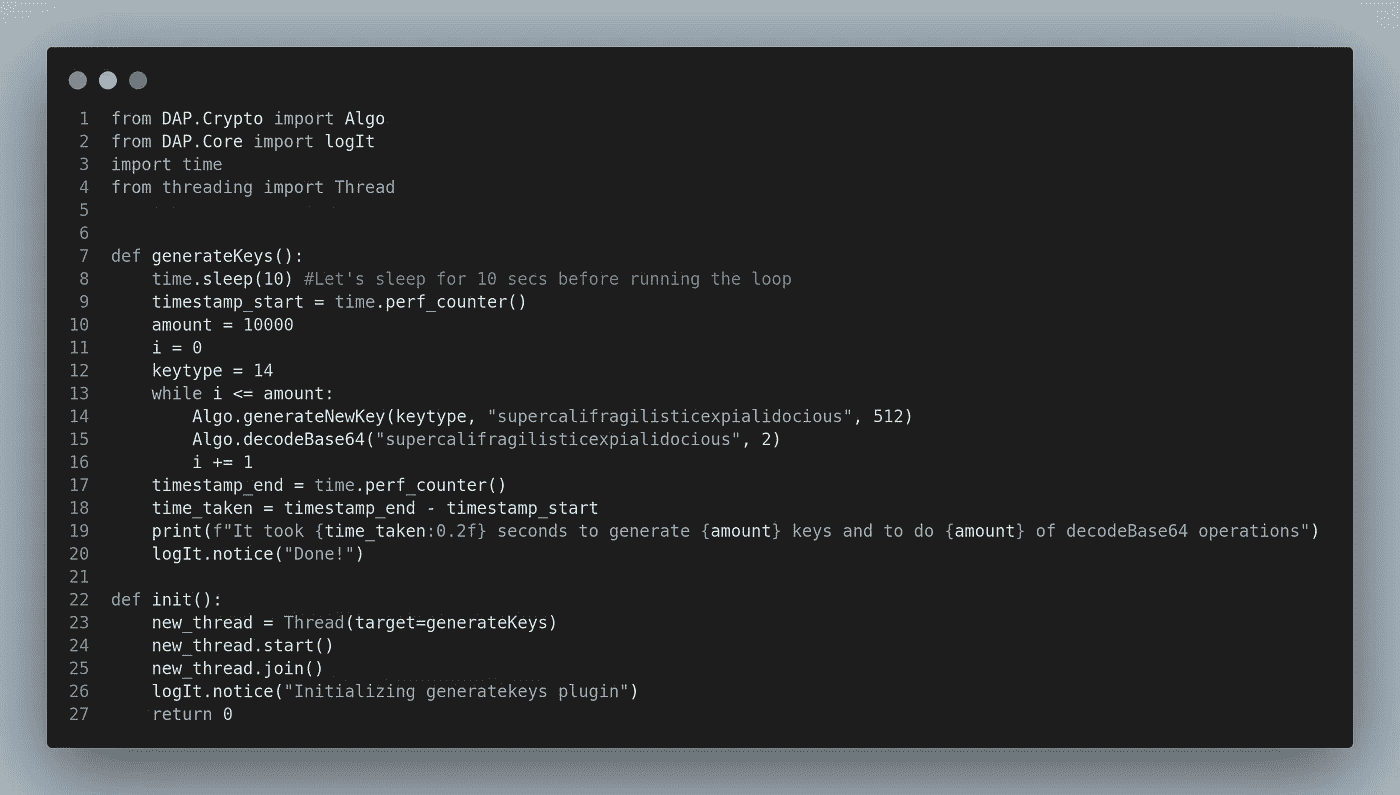 1 from DAP.Crypto import Algo
2 from DAP.Core import logIt
3 import time
4 from threading import Thread
5
6
7 def generateKeys():
8     time.sleep(10) #Let's sleep for 10 secs before running the loop
9     timestamp_start = time.perf_counter()
10     amount = 10000
11     i = 0
12     keytype = 14
13     while i <= amount:
14         Algo.generateNewKey(keytype, "supercalifragilisticexpialidocious", 512)
15         Algo.decodeBase64("supercalifragilisticexpialidocious", 2)
16         i += 1
17     timestamp_end = time.perf_counter()
18     time_taken = timestamp_end - timestamp_start
19     print(f"It took {time_taken:0.2f} seconds to generate {amount} keys and to do {amount} of decodeBase64 operations")
20     logIt.notice("Done!")
21
22 def init():
23     new_thread = Thread(target=generateKeys)
24     new_thread.start()
25     new_thread.join()
26     logIt.notice("Initializing generatekeys plugin")
27     return 0